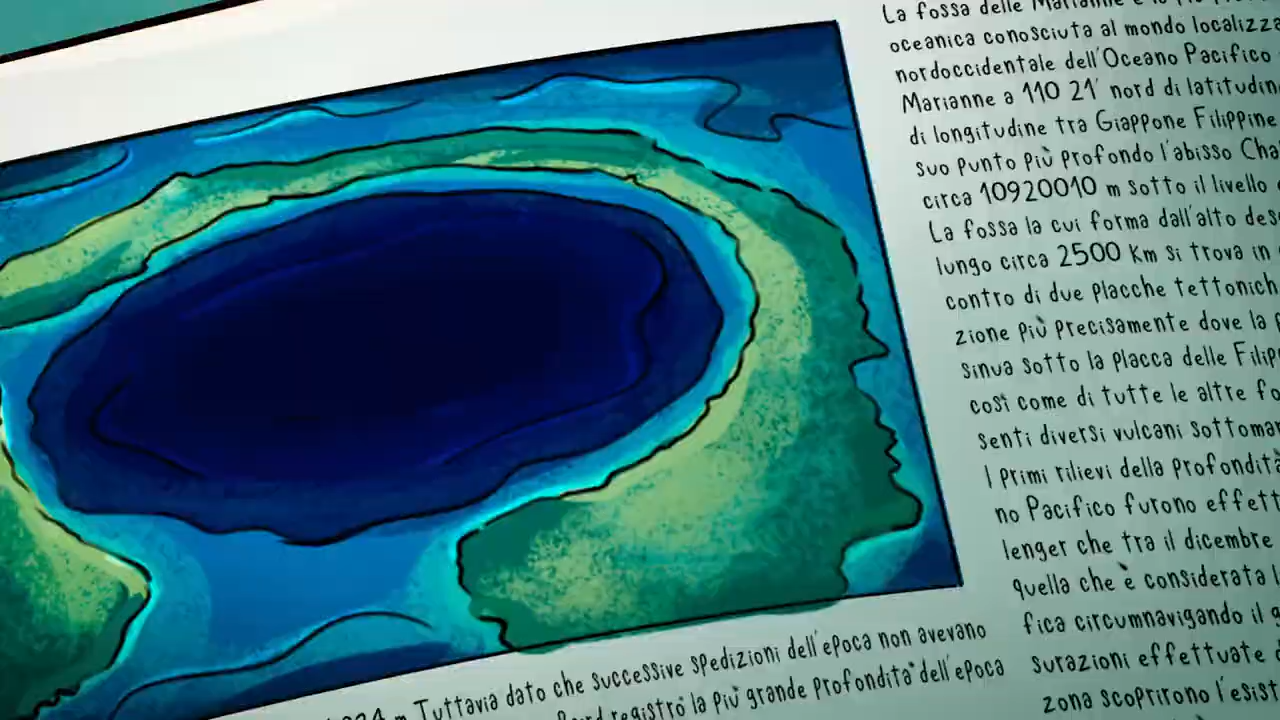 La fossa delle Marianne è la più
oceanica conosciuta al mondo localizza
nordoccidentale dell'Oceano Pacifico
Marianne a 110 21' nord di latitudin
di longitudine tra Giappone Filippine
suo punto più profondo l'abisso Cha
circa 10920010 m sotto il livello
La fossa la cui forma dall'alto des
lungo circa 2500 Km si trova in
contro di due placche tettonich
zione più precisamente dove la p
sinua sotto la placca delle Filip
così come di tutte le altre fo
senti diversi vulcani sottomar
I primi rilievi della profondità
no Pacifico furono effett
lenger che tra il dicembre
quella che è considerata l
fica circumnavigando il g
surazioni effettuate d
zona scoprirono l'esist
m Tuttavia dato che successive spedizioni dell'epoca non avevano
registrò la più grande profondità dell'epoca